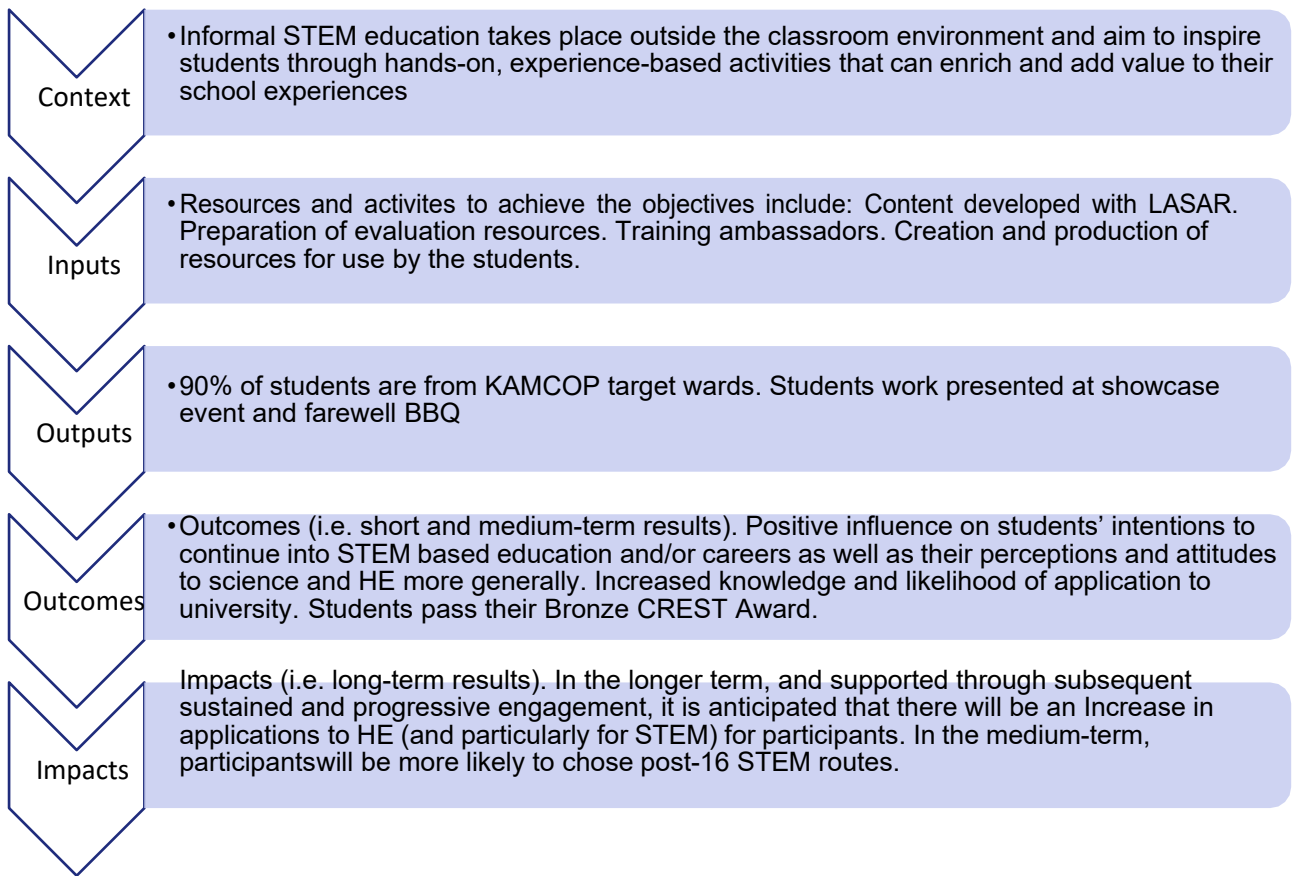 Context
•Informal STEM education takes place outside the classroom environment and aim to inspire
students through hands-on, experience-based activities that can enrich and add value to their
school experiences
Inputs
•Resources and activites to achieve the objectives include: Content developed with LASAR.
Preparation of evaluation resources. Training ambassadors. Creation and production of
resources for use by the students.
Outputs
•90% of students are from KAMCOP target wards. Students work presented at showcase
event and farewell BBQ
Outcomes
•Outcomes (i.e. short and medium-term results). Positive influence on students’ intentions to
continue into STEM based education and/or careers as well as their perceptions and attitudes
to science and HE more generally. Increased knowledge and likelihood of application to
university. Students pass their Bronze CREST Award.
Impacts
Impacts (i.e. long-term results). In the longer term, and supported through subsequent
sustained and progressive engagement, it is anticipated that there will be an Increase in
applications to HE (and particularly for STEM) for participants. In the medium-term,
participantswill be more likely to chose post-16 STEM routes.